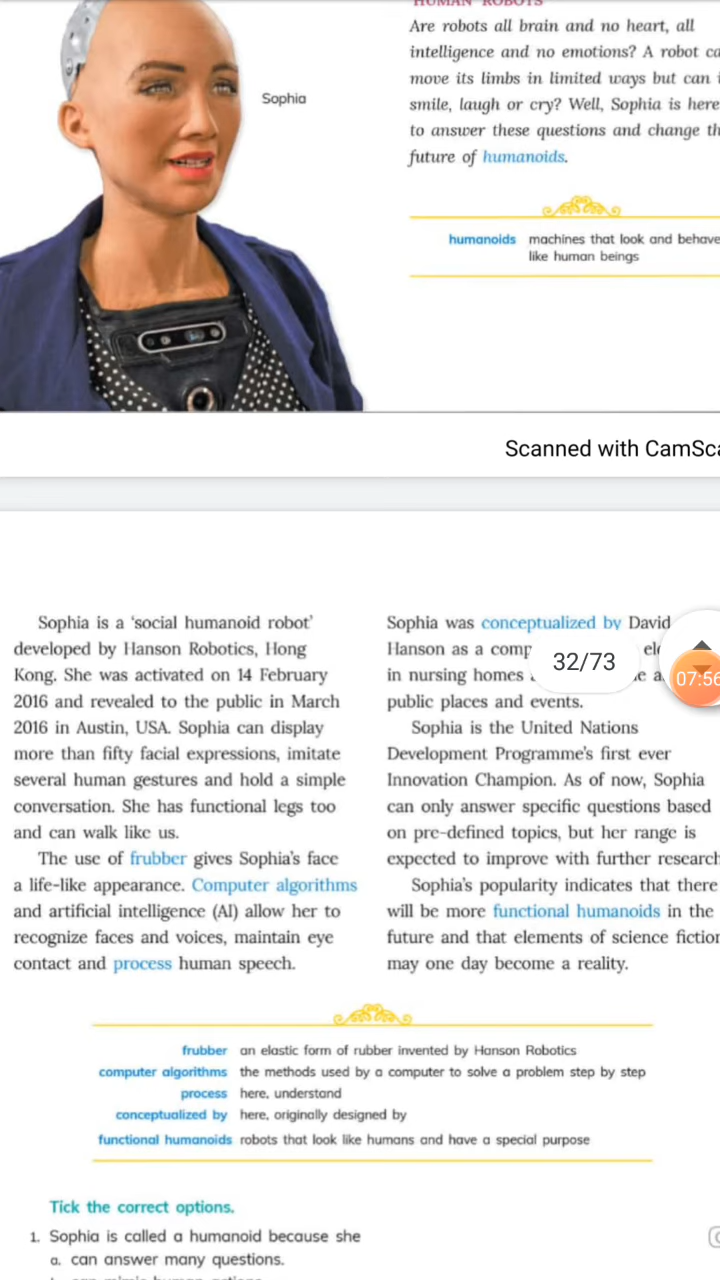 HUMAN ROBOTS
Are robots all brain and no heart, all
intelligence and no emotions? A robot
move its limbs in limited ways but can
smile, laugh or cry? Well, Sophia is here
to answer these questions and change
future of humanoids.
Sophia
humanoids machines that look and behave
like human beings
Scanned with
Sophia is a ‘social humanoid robot’
developed by Hanson Robotics, Hong
Kong. She was activated on 14 February
2016 and revealed to the public in March
2016 in Austin, USA. Sophia can display
more than fifty facial expressions, imitate
several human gestures and hold a simple
conversation. She has functional legs too
and can walk like us.
The use of frubber gives Sophia’s face
a life-like appearance. Computer algorithms
and artificial intelligence (AI) allow her to
recognize faces and voices, maintain eye
contact and process human speech.
Sophia was conceptualized by David
Hanson as a
in nursing homes
public places and events.
Sophia is the United Nations
Development Programme’s first ever
Innovation Champion. As of now, Sophia
can only answer specific questions based
on pre-defined topics, but her range is
expected to improve with further research
Sophia’s popularity indicates that there
will be more functional humanoids in the
future and that elements of science fiction
may one day become a reality.
32/73
07:56
frubber an elastic form of rubber invented by Hanson Robotics
computer algorithms the methods used by a computer to solve a problem step by step
process here, understand
conceptualized by here, originally designed by
functional humanoids robots that look like humans and have a special purpose
Tick the correct options.
1. Sophia is called a humanoid because she
a. can answer many questions.